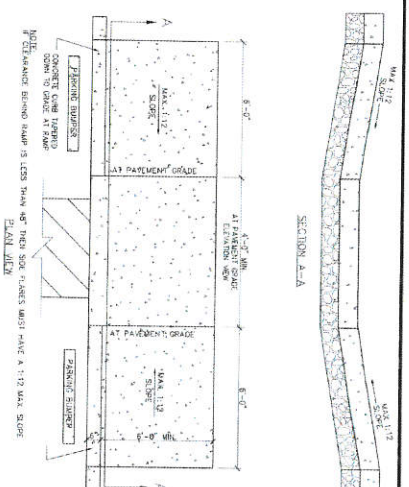 MAX 1:12
SLOPE
MAX 1:12
SLOPE
SECTION A-A
6'-0"
4'-0" MIN.
6'-0"
AT PAVEMENT GRADE
ELEVATION VIEW
A
MAX 1:12
SLOPE
AT PAVEMENT GRADE
AT PAVEMENT GRADE
MAX 1:12
SLOPE
6'-0" MIN.
A
PARKING BUMPER
PARKING BUMPER
CONCRETE CURB TAPERED
DOWN TO GRADE AT RAMP
NOTE:
IF CLEARANCE BEHIND RAMP IS LESS THAN 48" THEN SIDE FLARES MUST HAVE A 1:12 MAX SLOPE
PLAN VIEW